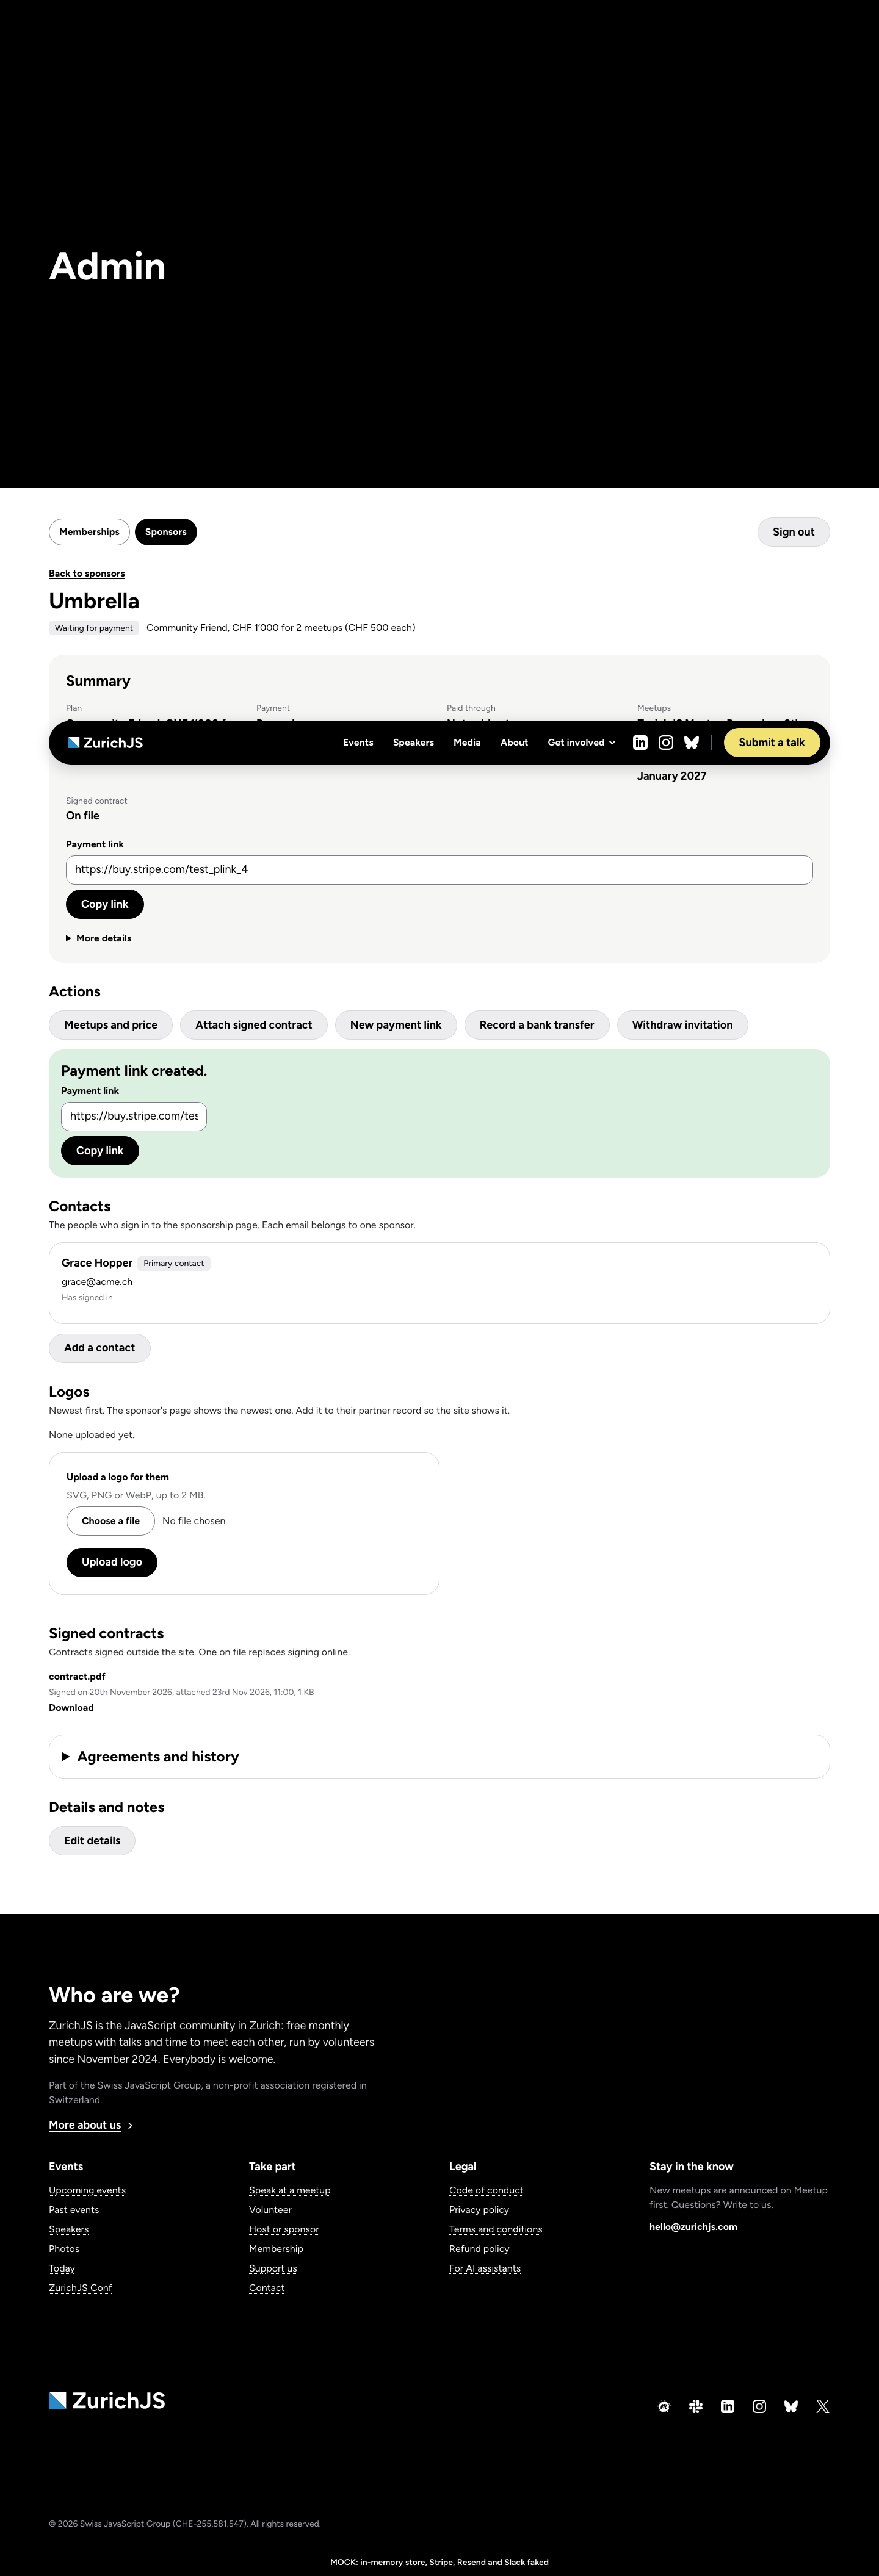 Admin
Memberships
Sponsors
Sign out
Back to sponsors
Umbrella
Waiting for payment
Community Friend, CHF 1'000 for 2 meetups (CHF 500 each)
Summary
Plan
Payment
Paid through
Meetups
ZurichJS
Events
Speakers
Media
About
Get involved
Submit a talk
January 2027
Signed contract
On file
Payment link
https://buy.stripe.com/test_plink_4
Copy link
More details
Actions
Meetups and price
Attach signed contract
New payment link
Record a bank transfer
Withdraw invitation
Payment link created.
Payment link
https://buy.stripe.com/tes
Copy link
Contacts
The people who sign in to the sponsorship page. Each email belongs to one sponsor.
Grace Hopper
Primary contact
grace@acme.ch
Has signed in
Add a contact
Logos
Newest first. The sponsor's page shows the newest one. Add it to their partner record so the site shows it.
None uploaded yet.
Upload a logo for them
SVG, PNG or WebP, up to 2 MB.
Choose a file
No file chosen
Upload logo
Signed contracts
Contracts signed outside the site. One on file replaces signing online.
contract.pdf
Signed on 20th November 2026, attached 23rd Nov 2026, 11:00, 1 KB
Download
Agreements and history
Details and notes
Edit details
Who are we?
ZurichJS is the JavaScript community in Zurich: free monthly
meetups with talks and time to meet each other, run by volunteers
since November 2024. Everybody is welcome.
Part of the Swiss JavaScript Group, a non-profit association registered in
Switzerland.
More about us
Events
Upcoming events
Past events
Speakers
Photos
Today
ZurichJS Conf
Take part
Speak at a meetup
Volunteer
Host or sponsor
Membership
Support us
Contact
Legal
Code of conduct
Privacy policy
Terms and conditions
Refund policy
For AI assistants
Stay in the know
New meetups are announced on Meetup
first. Questions? Write to us.
hello@zurichjs.com
ZurichJS
© 2026 Swiss JavaScript Group (CHE-255.581.547). All rights reserved.
MOCK: in-memory store, Stripe, Resend and Slack faked